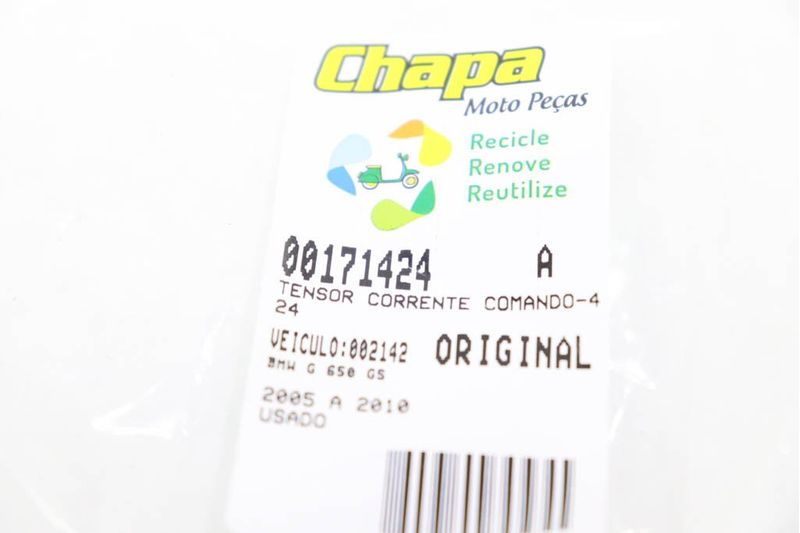 Chapa
Moto Peças
Recicle
Renove
Reutilize
00171424 A
TENSOR CORRENTE COMANDO-4
24
VEICULO:002142 ORIGINAL
BMW G 650 GS
2005 A 2010
USADO